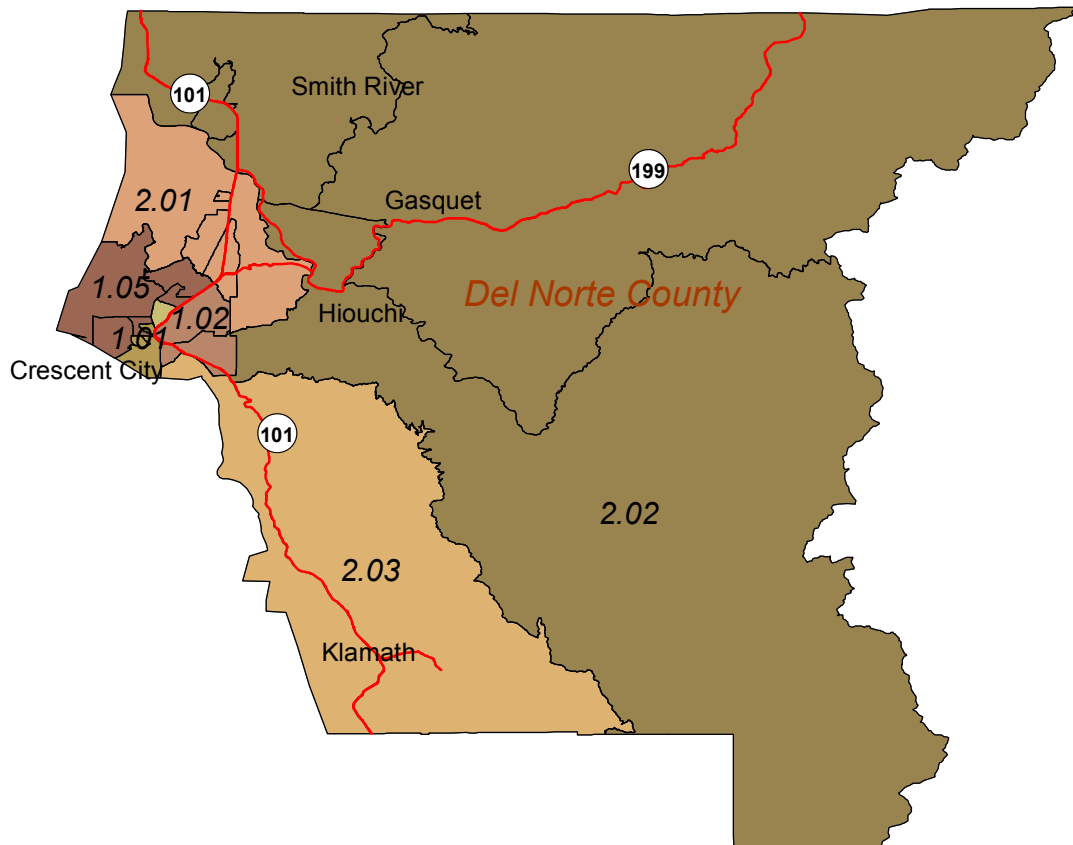 Smith River
101
199
2.01
Gasquet
1.05
Del Norte County
Hiouchi
1.02
1.01
Crescent City
101
2.02
2.03
Klamath